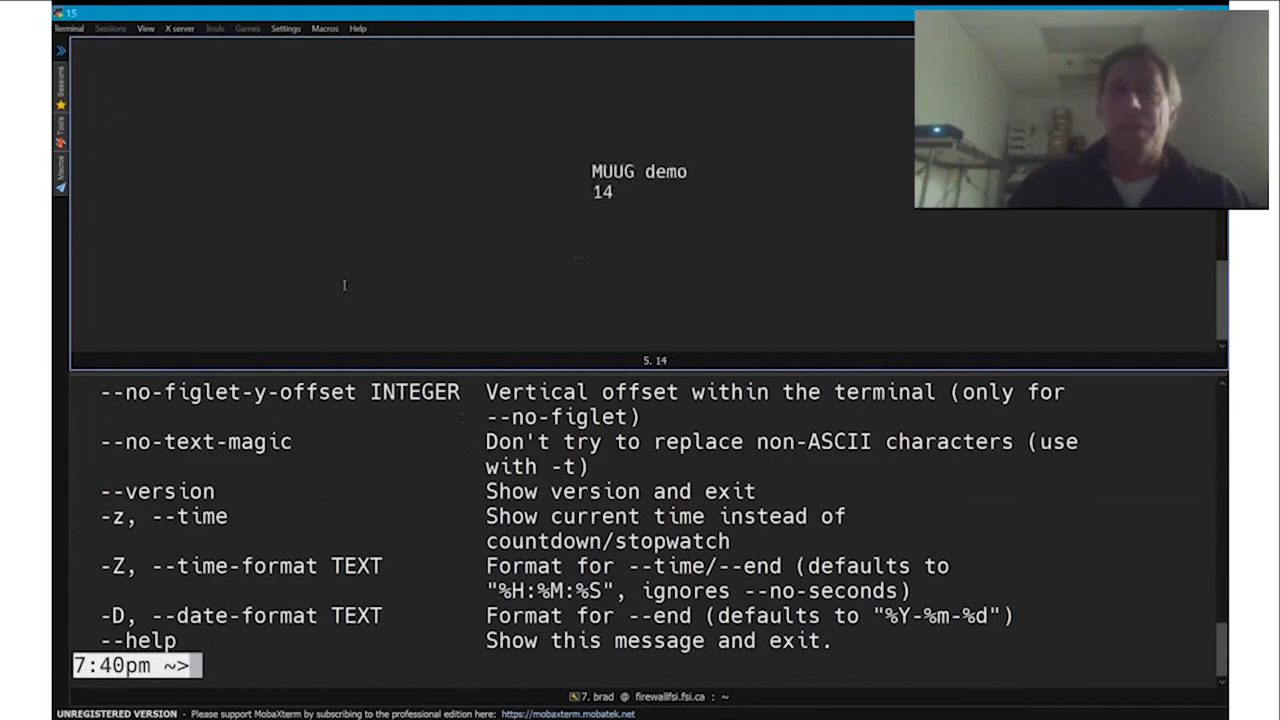 15
Terminal Sessions View X server Tools Games Settings Macros Help
Sessions
Tools
Macros
MUUG demo
14
5. 14
--no-figlet-y-offset INTEGER Vertical offset within the terminal (only for
--no-figlet)
--no-text-magic Don't try to replace non-ASCII characters (use
with -t)
--version Show version and exit
-z, --time Show current time instead of
countdown/stopwatch
-Z, --time-format TEXT Format for --time/--end (defaults to
"%H:%M:%S", ignores --no-seconds)
-D, --date-format TEXT Format for --end (defaults to "%Y-%m-%d")
--help Show this message and exit.
7:40pm ~>
7. brad @ firewallfsi.fsi.ca : ~
UNREGISTERED VERSION - Please support MobaXterm by subscribing to the professional edition here: https://mobaxterm.mobatek.net